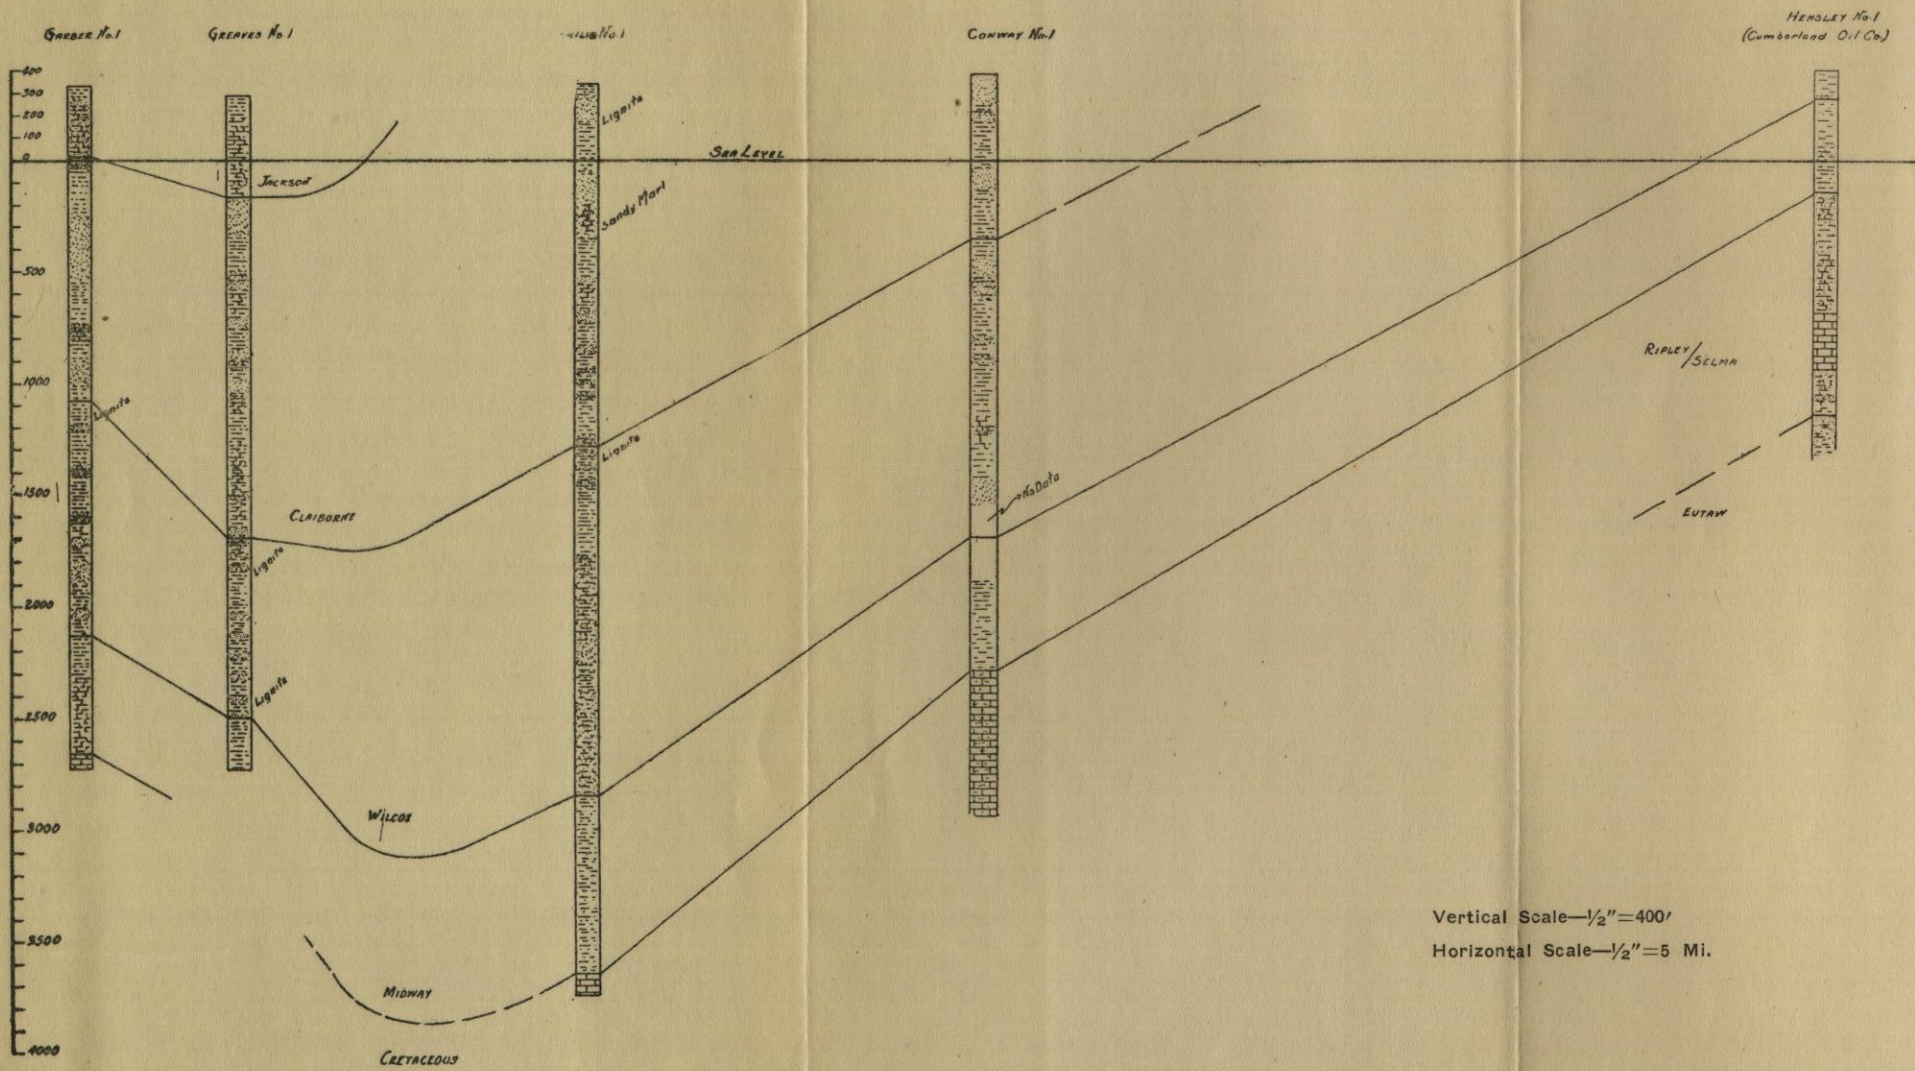 GARBER No.1
GREAVES No.1
No.1
CONWAY No.1
HENSLEY No.1
(Cumberland Oil Co.)
400
300
200
100
0
500
1000
1500
2000
2500
3000
3500
4000
Lignite
SEA LEVEL
JACKSON
Sandy Marl
Lignite
Lignite
RIPLEY/
SELMA
No Data
CLAIBORNE
Lignite
EUTAW
Lignite
WILCOX
Vertical Scale—½"=400'
Horizontal Scale—½"=5 Mi.
MIDWAY
CRETACEOUS